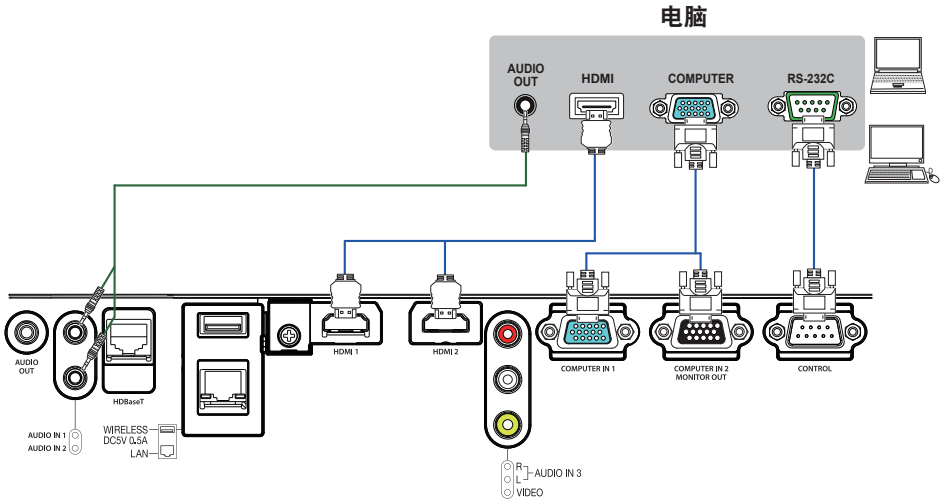 电脑
AUDIO
OUT
HDMI
COMPUTER
RS-232C
AUDIO
OUT
HDBaseT
HDMI 1
HDMI 2
COMPUTER IN 1
COMPUTER IN 2
MONITOR OUT
CONTROL
AUDIO IN 1
AUDIO IN 2
WIRELESS
DC5V 0.5A
LAN
R
L
AUDIO IN 3
VIDEO